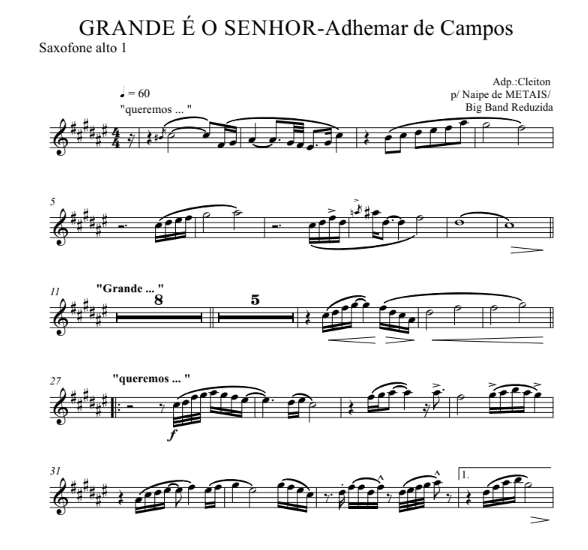 GRANDE É O SENHOR-Adhemar de Campos
Saxofone alto 1
Adp.:Cleiton
p/ Naipe de METAIS/
Big Band Reduzida
♩ = 60
"queremos ... "
4
4
5
11
"Grande ... "
8
5
27
"queremos ... "
f
31
1.